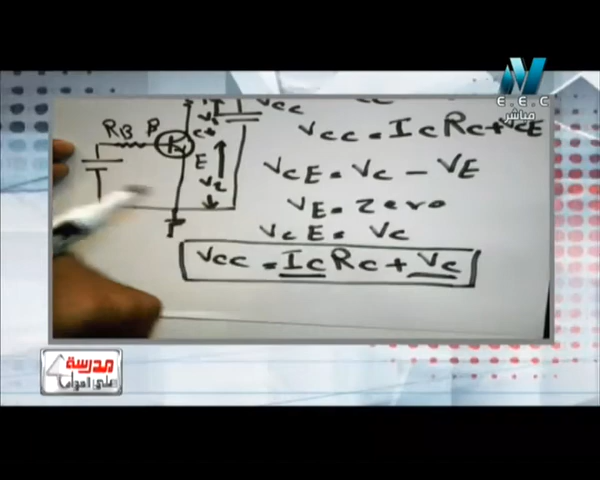 E.E.C
مباشر
Vcc
Vcc = IcRc + VCE
RB B
VCE = Vc - VE
E
Vc
VE = Zero
VCE = Vc
Vcc = IcRc + Vc
مدرسة
على الهواء